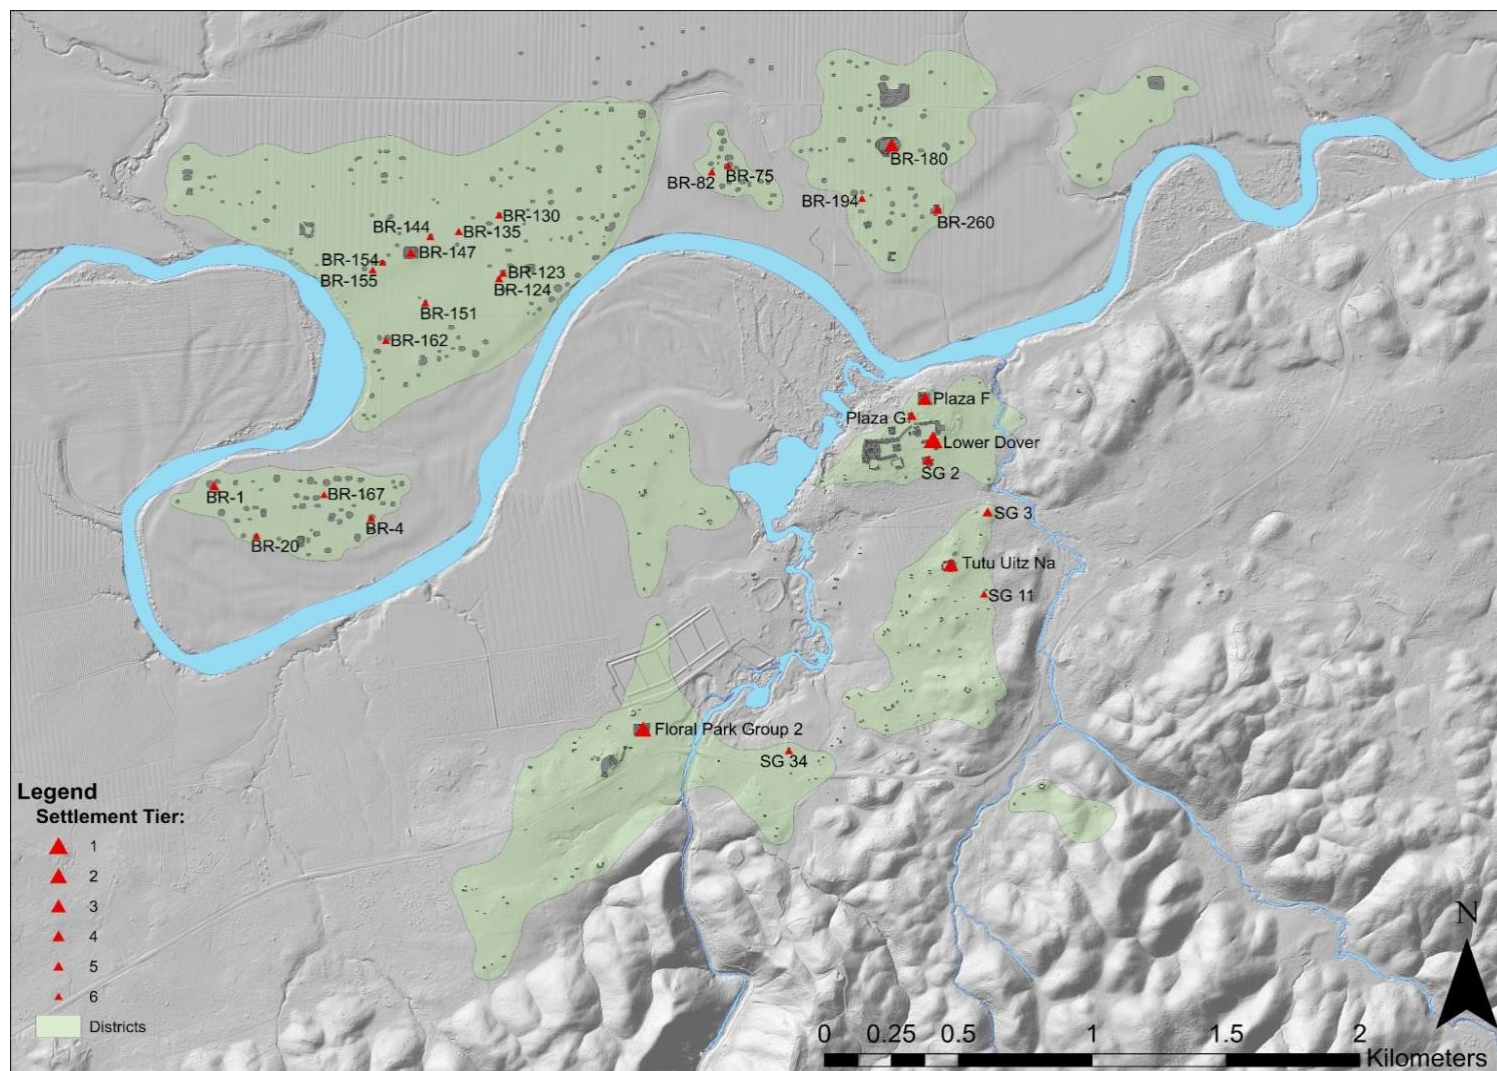 BR-180
BR-82
BR-75
BR-194
BR-260
BR-130
BR-144
BR-135
BR-147
BR-154
BR-155
BR-123
BR-124
BR-151
BR-162
Plaza F
Plaza G
Lower Dover
SG 2
BR-1
BR-167
BR-4
BR-20
SG 3
Tutu Uitz Na
SG 11
Floral Park Group 2
SG 34
Legend
Settlement Tier:
1
2
3
4
5
6
Districts
N
0 0.25 0.5 1 1.5 2
Kilometers